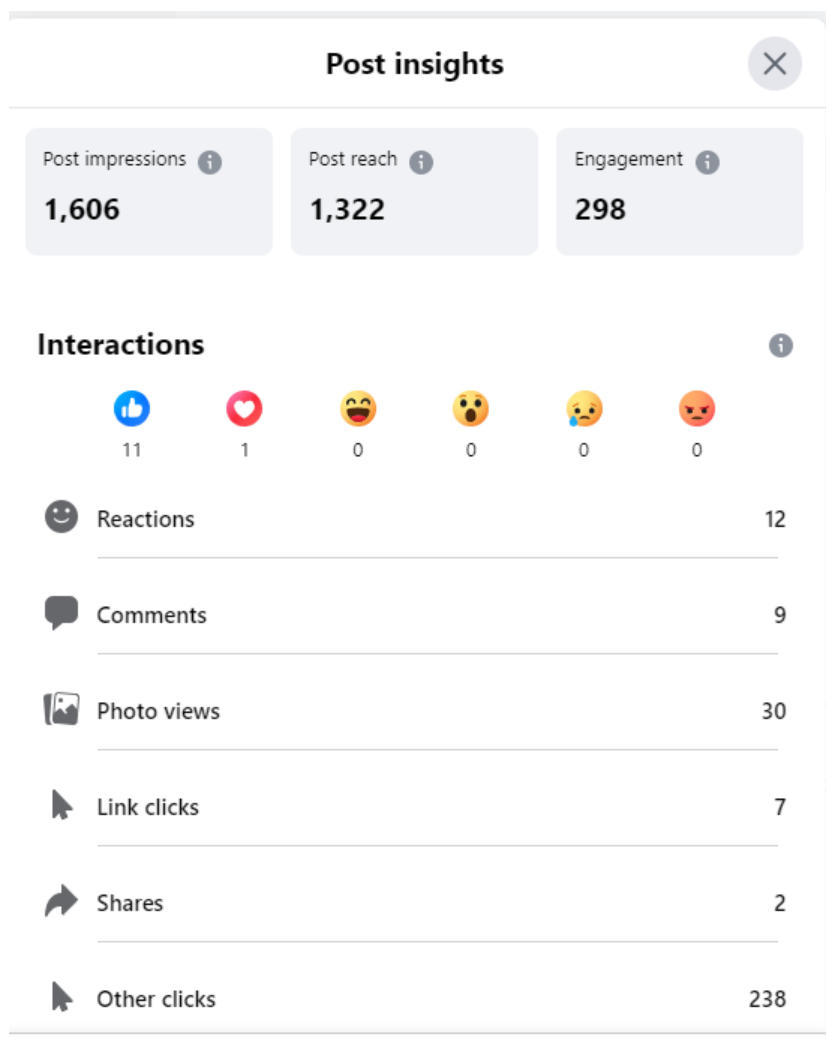 Post insights
Post impressions Post reach Engagement
1,606 1,322 298
Interactions
11 1 0 0 0 0
Reactions 12
Comments 9
Photo views 30
Link clicks 7
Shares 2
Other clicks 238